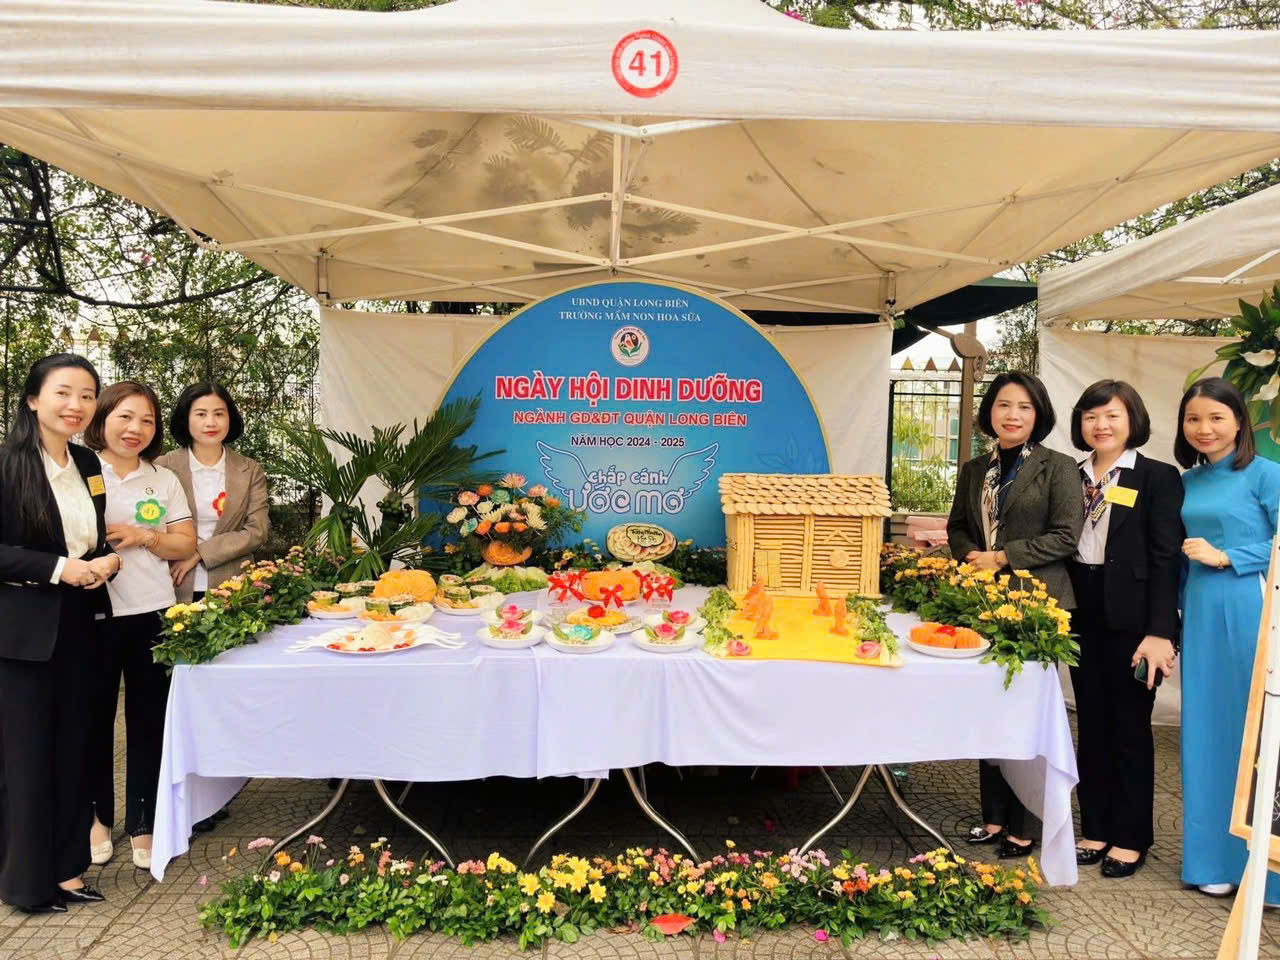 41
UBND QUẬN LONG BIÊN
TRƯỜNG MẦM NON HOA SỮA
NGÀY HỘI DINH DƯỠNG
NGÀNH GD&ĐT QUẬN LONG BIÊN
NĂM HỌC 2024 - 2025
chắp cánh
ước mơ
41